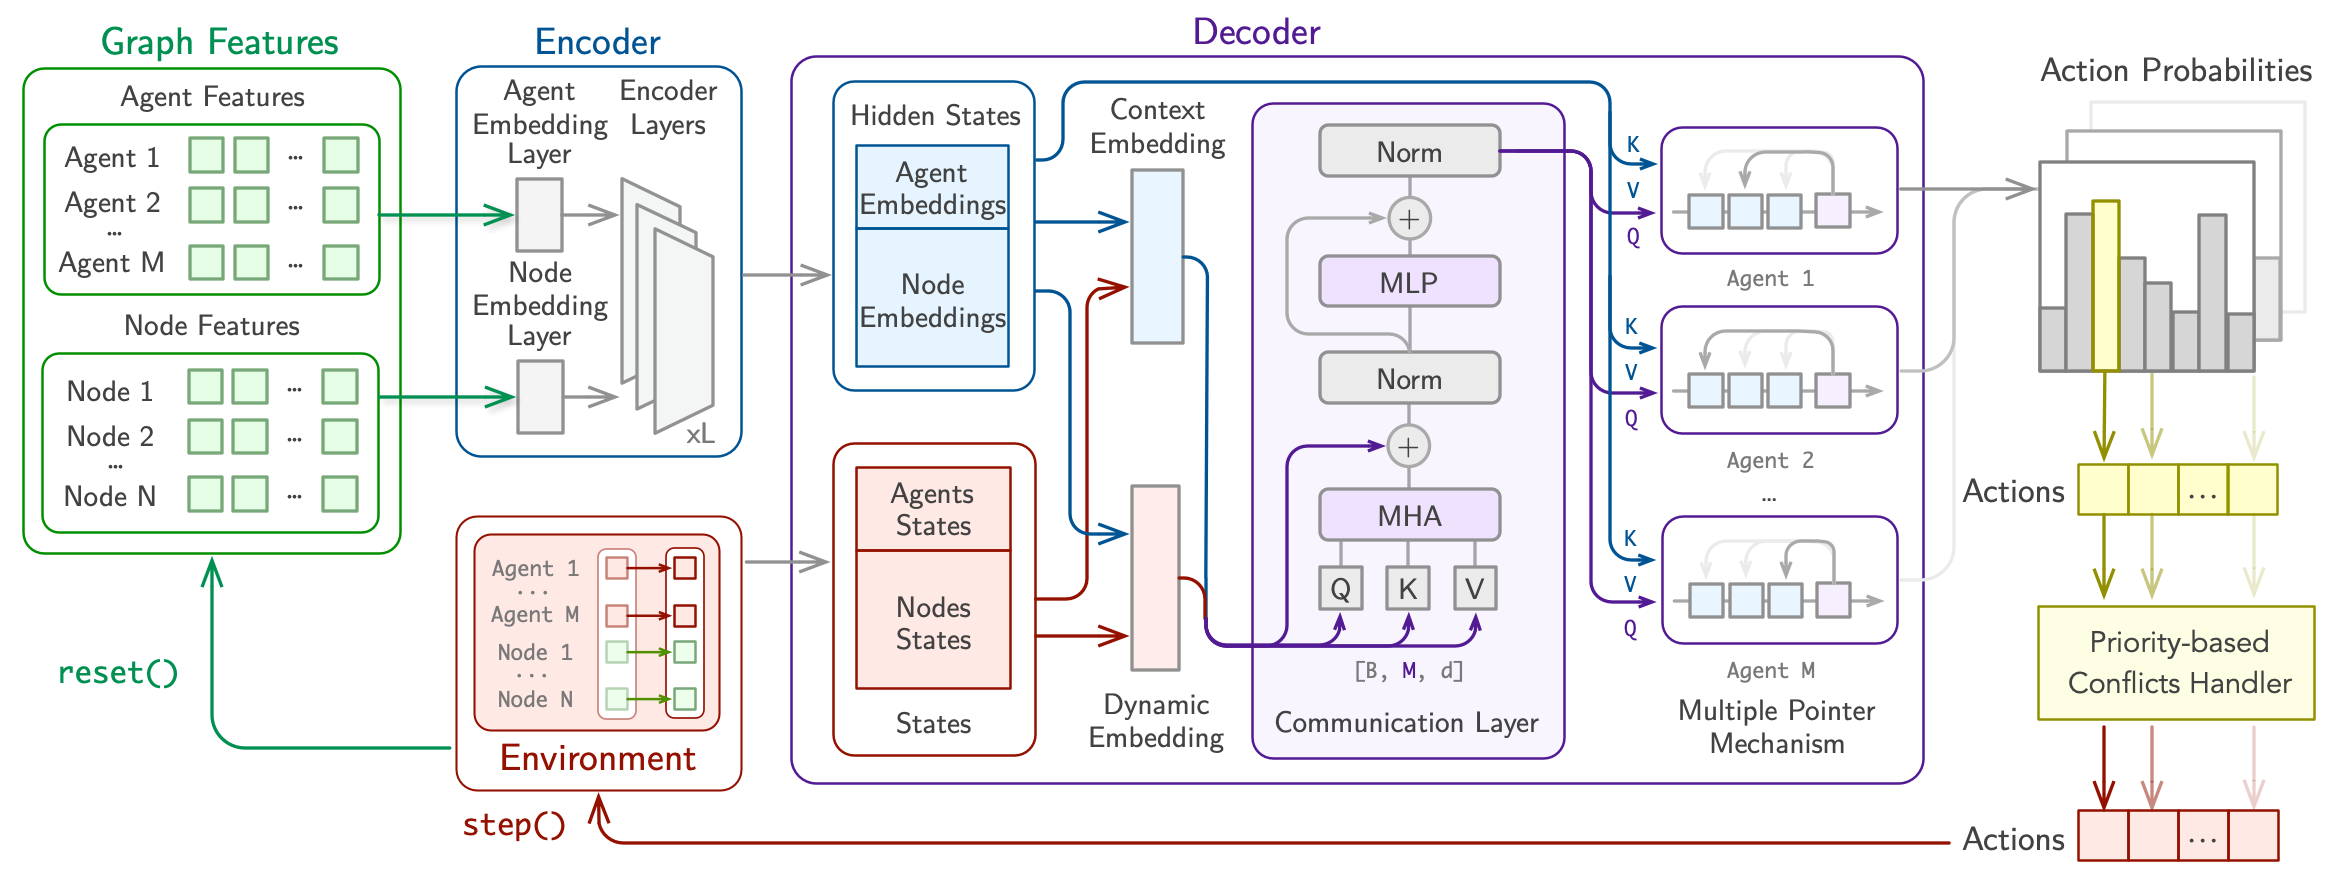 Graph Features
Agent Features
Agent 1
...
Agent 2
...
...
Agent M
...
Node Features
Node 1
...
Node 2
...
...
Node N
...
reset()
Encoder
Agent
Embedding
Layer
Encoder
Layers
Node
Embedding
Layer
xL
Agent 1
...
Agent M
Node 1
...
Node N
Environment
step()
Decoder
Hidden States
Agent
Embeddings
Node
Embeddings
Agents
States
Nodes
States
States
Context
Embedding
Dynamic
Embedding
Norm
+
MLP
Norm
+
MHA
Q K V
[B, M, d]
Communication Layer
K
V
Q
Agent 1
K
V
Q
Agent 2
...
K
V
Q
Agent M
Multiple Pointer
Mechanism
Action Probabilities
Actions
...
Priority-based
Conflicts Handler
Actions
...